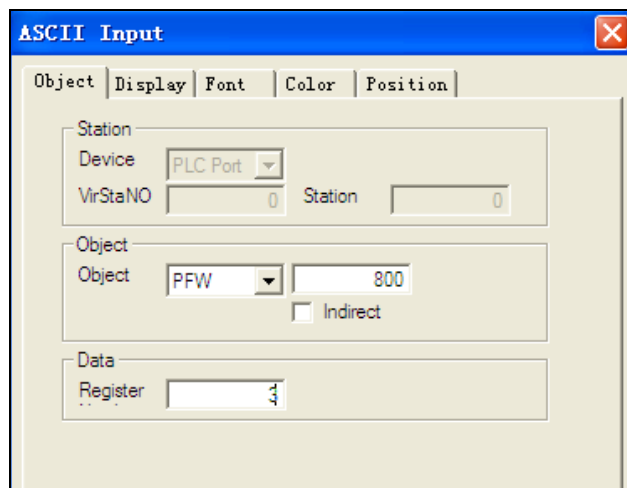 ASCII Input
Object Display Font Color Position
Station
Device PLC Port
VirStaNO 0 Station 0
Object
Object PFW 800
Indirect
Data
Register 3